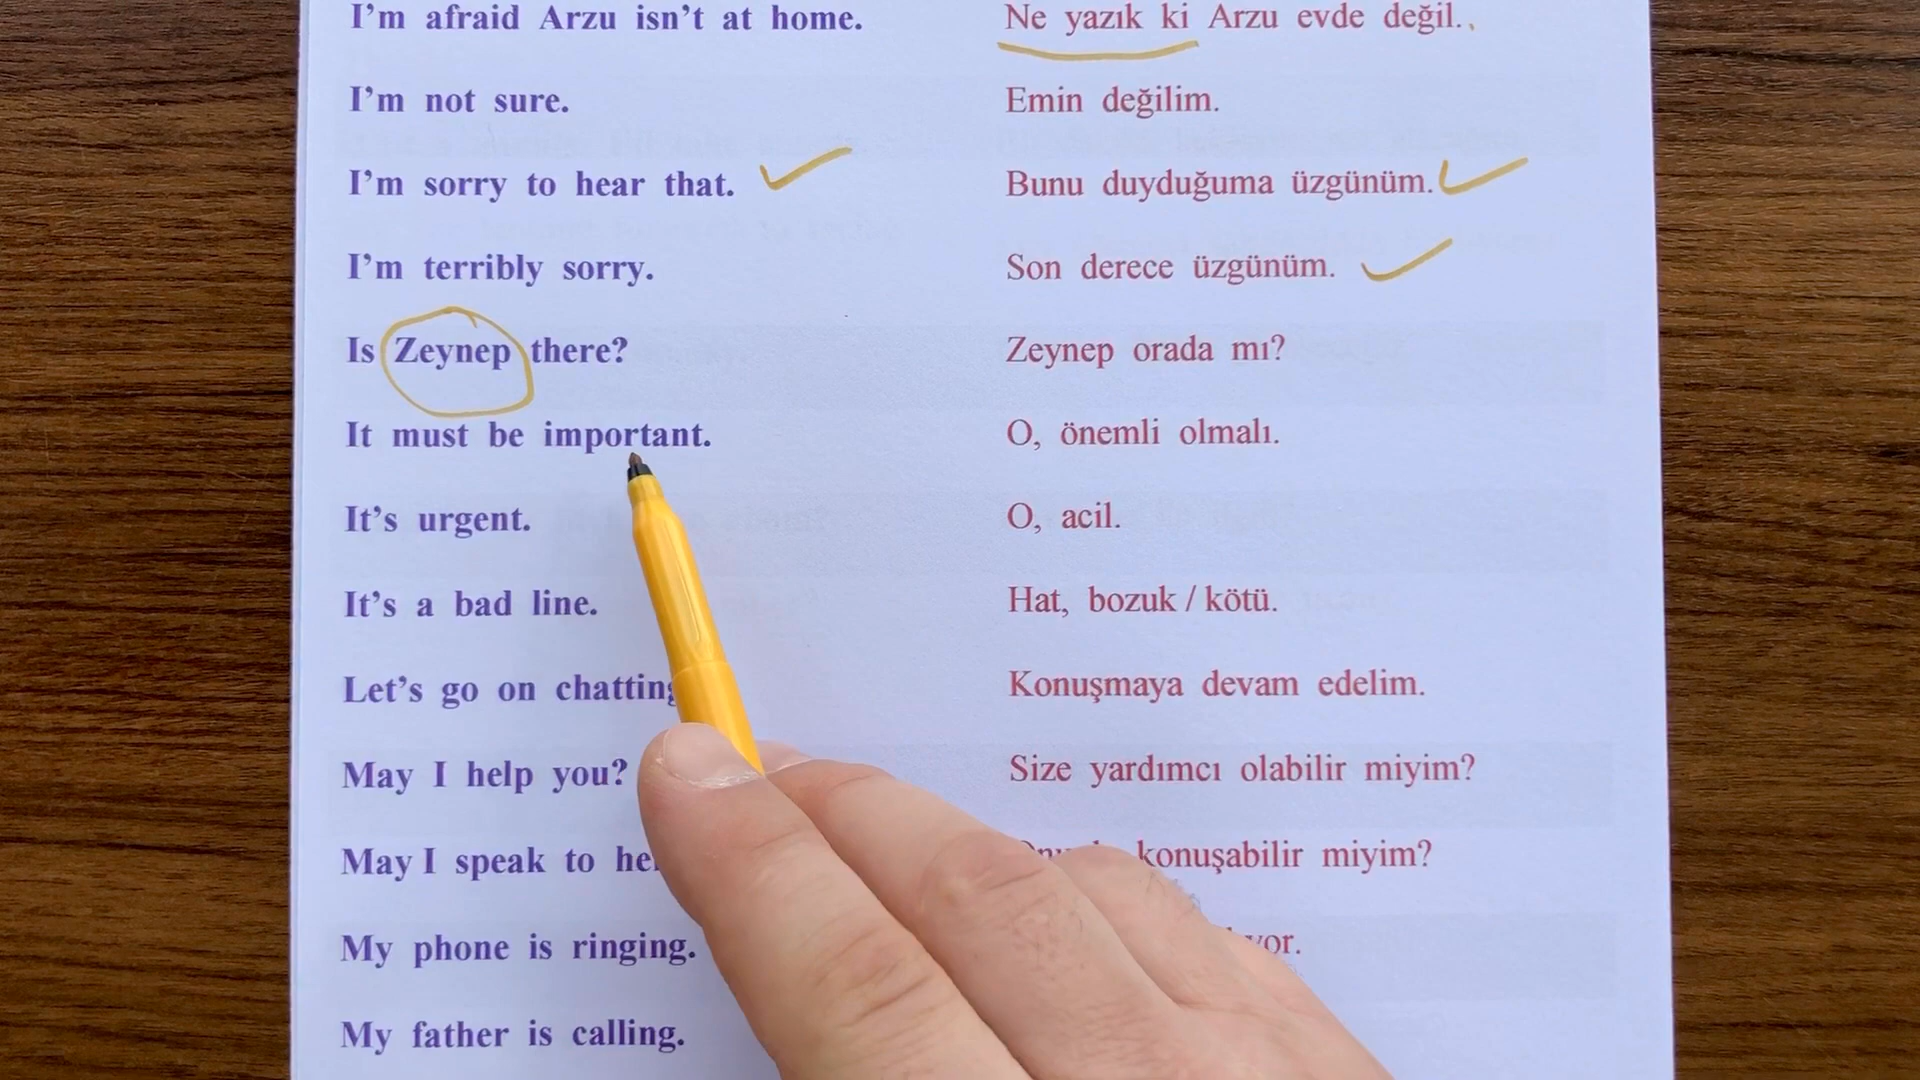 I'm afraid Arzu isn't at home. Ne yazık ki Arzu evde değil.
I'm not sure. Emin değilim.
I'm sorry to hear that. Bunu duyduğuma üzgünüm.
I'm terribly sorry. Son derece üzgünüm.
Is Zeynep there? Zeynep orada mı?
It must be important. O, önemli olmalı.
It's urgent. O, acil.
It's a bad line. Hat, bozuk / kötü.
Let's go on Konuşmaya devam edelim.
May I help you? Size yardımcı olabilir miyim?
May I speak to konuşabilir miyim?
My phone is ringing.
My father is calling.